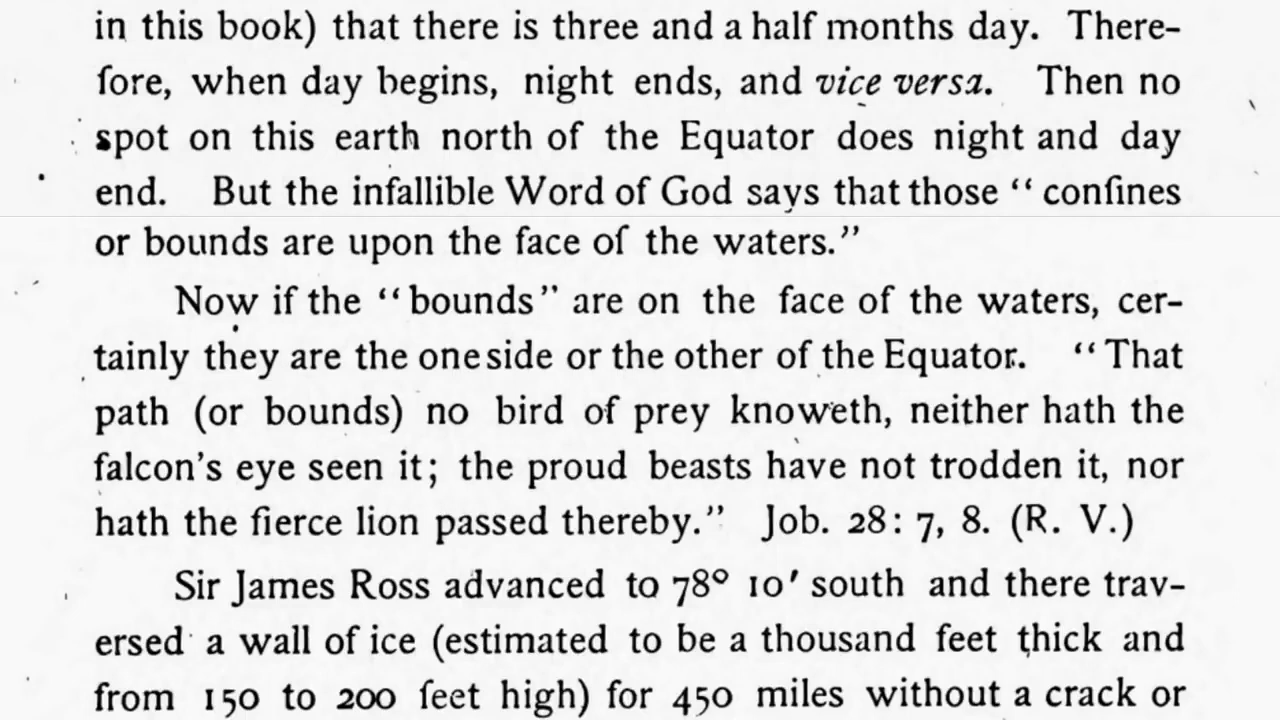 in this book) that there is three and a half months day. There-
fore, when day begins, night ends, and vice versa. Then no
spot on this earth north of the Equator does night and day
end. But the infallible Word of God says that those “ confines
or bounds are upon the face of the waters.”
Now if the “bounds” are on the face of the waters, cer-
tainly they are the one side or the other of the Equator. “That
path (or bounds) no bird of prey knoweth, neither hath the
falcon's eye seen it; the proud beasts have not trodden it, nor
hath the fierce lion passed thereby.” Job. 28: 7, 8. (R. V.)
Sir James Ross advanced to 78° 10′ south and there trav-
ersed a wall of ice (estimated to be a thousand feet thick and
from 150 to 200 feet high) for 450 miles without a crack or